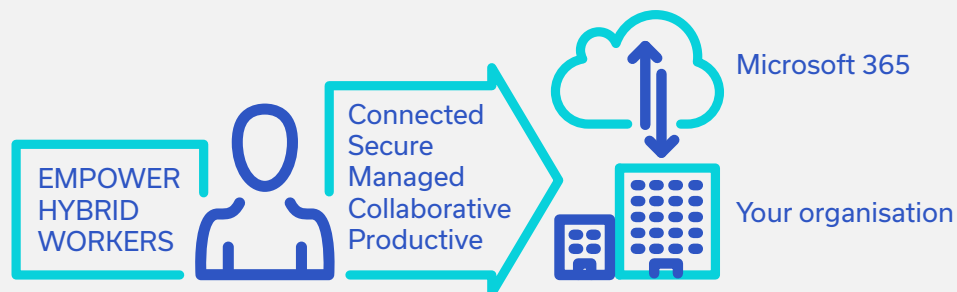 EMPOWER
HYBRID
WORKERS
Connected
Secure
Managed
Collaborative
Productive
Microsoft 365
Your organisation